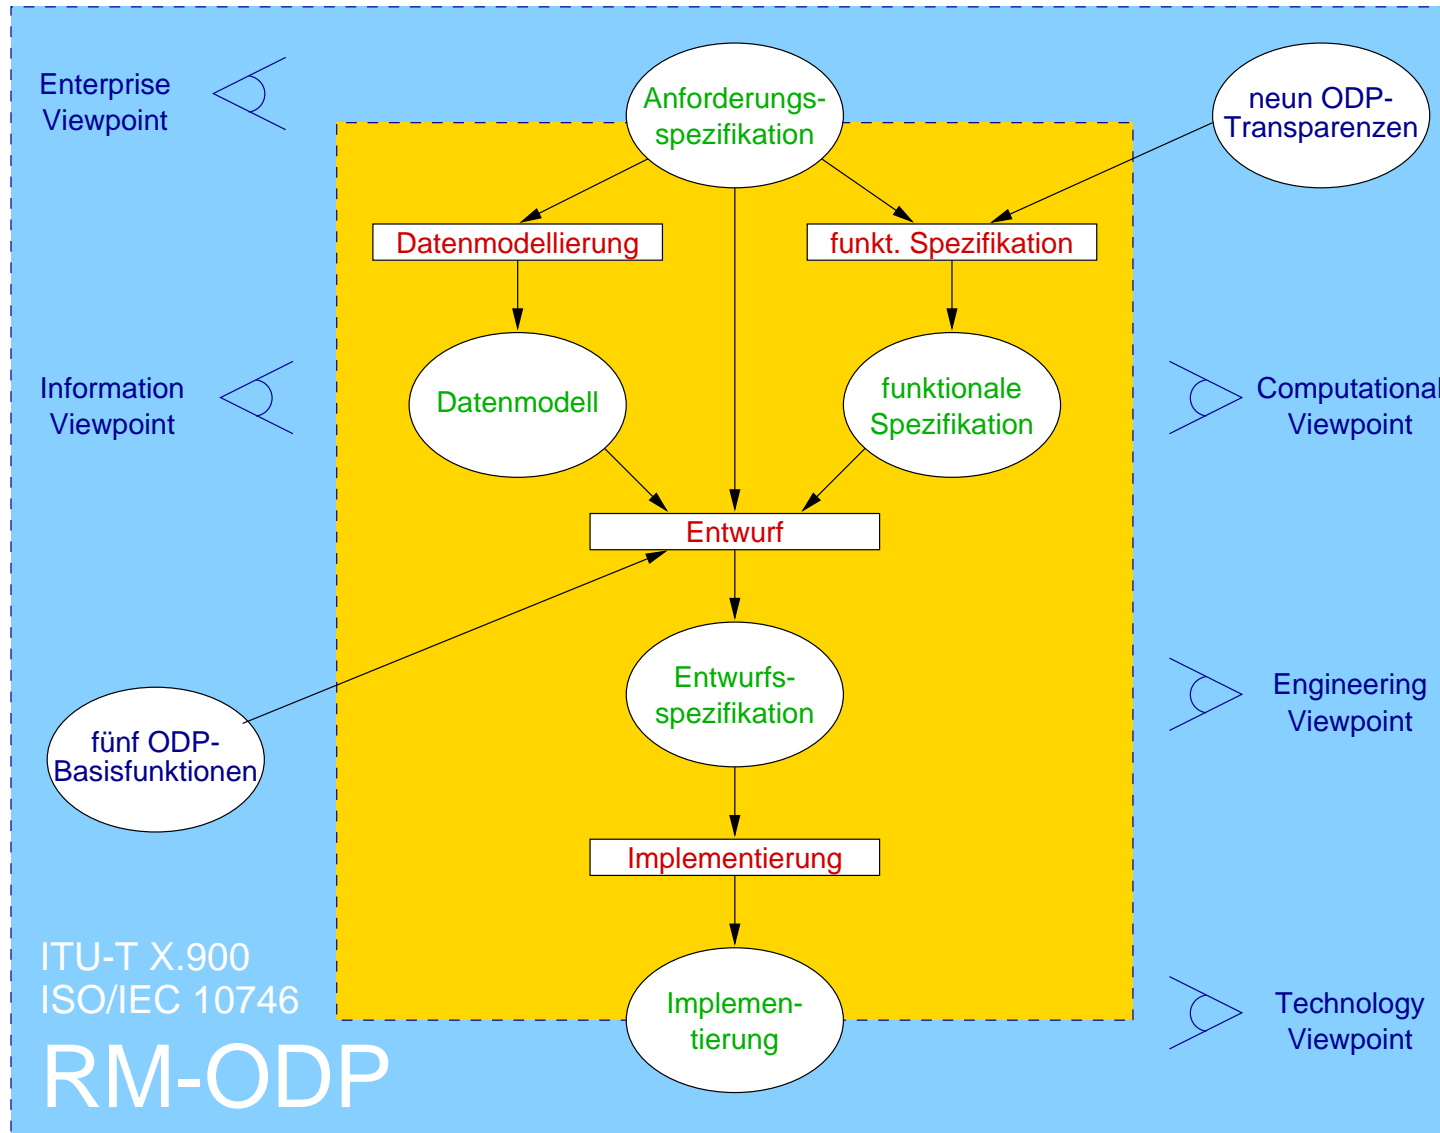 Enterprise
Viewpoint
Anforderungs-
spezifikation
neun ODP-
Transparenzen
Datenmodellierung
funkt. Spezifikation
Information
Viewpoint
Datenmodell
funktionale
Spezifikation
Computational
Viewpoint
Entwurf
Entwurfs-
spezifikation
Engineering
Viewpoint
fünf ODP-
Basisfunktionen
Implementierung
ITU-T X.900
ISO/IEC 10746
RM-ODP
Implemen-
tierung
Technology
Viewpoint